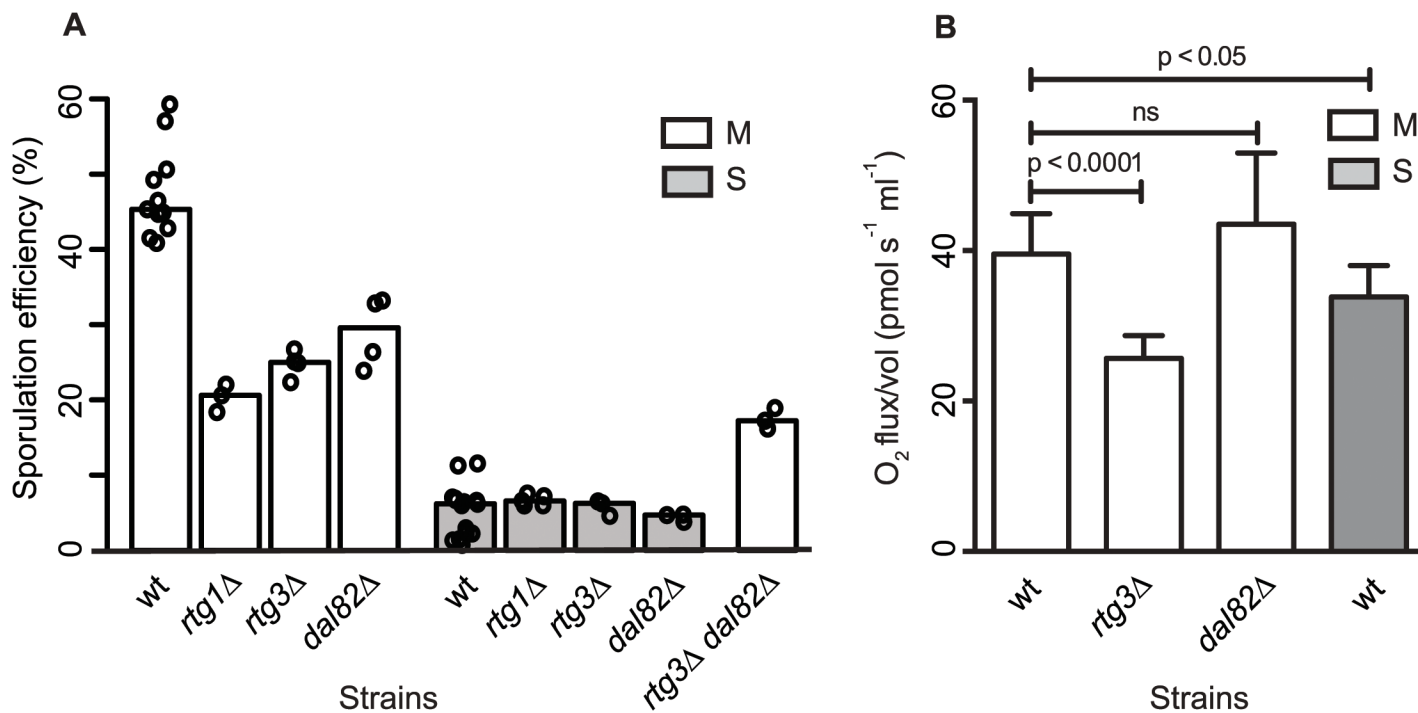 A
Sporulation efficiency (%)
60
40
20
0
M
S
wt
rtg1Δ
rtg3Δ
dal82Δ
wt
rtg1Δ
rtg3Δ
dal82Δ
rtg3Δ dal82Δ
Strains
B
O2 flux/vol (pmol s-1 ml-1)
60
40
20
0
p < 0.05
ns
p < 0.0001
M
S
wt
rtg3Δ
dal82Δ
wt
Strains